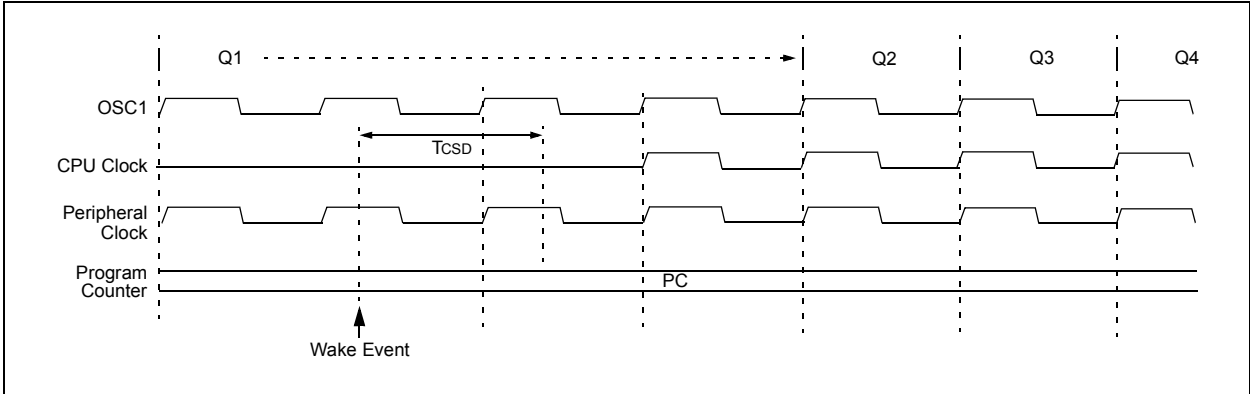 Q1 Q2 Q3 Q4
OSC1
TCSD
CPU Clock
Peripheral
Clock
Program
Counter
PC
Wake Event